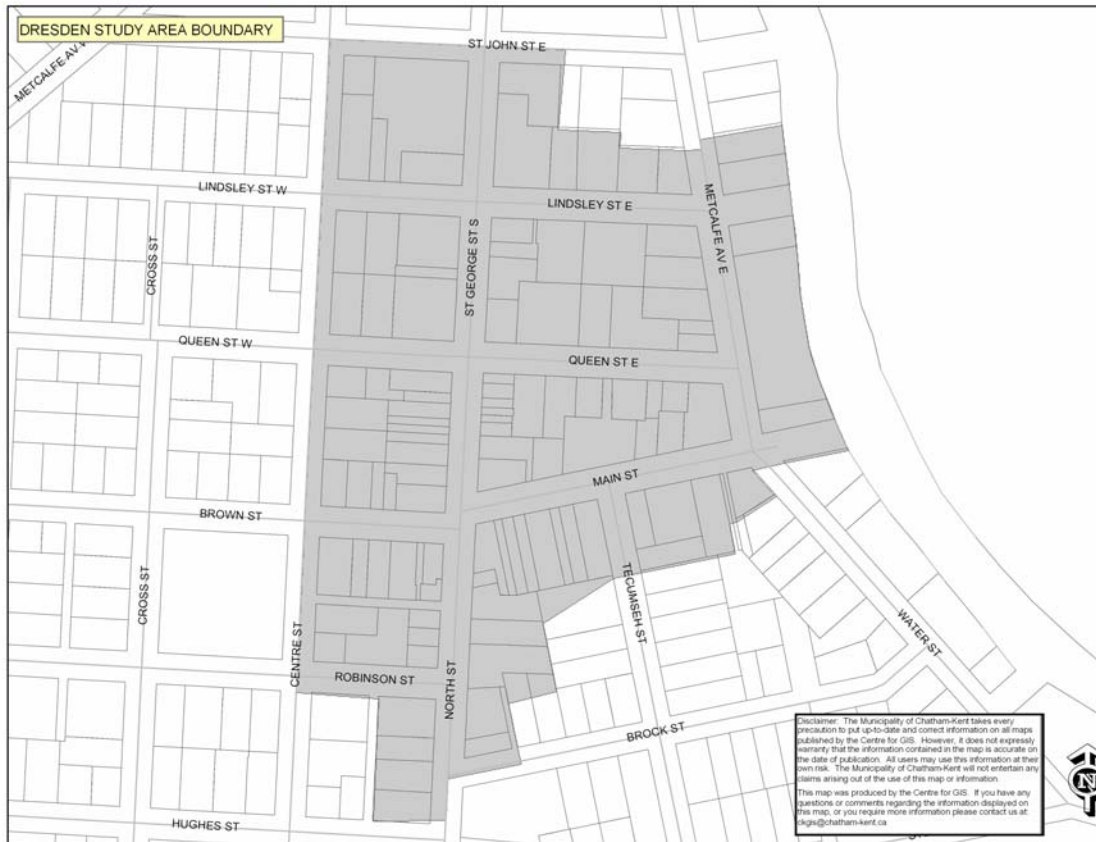 DRESDEN STUDY AREA BOUNDARY
ST JOHN ST E
METCALFE AV
LINDSLEY ST W
LINDSLEY ST E
METCALFE AV E
CROSS ST
ST GEORGE ST S
QUEEN ST W
QUEEN ST E
MAIN ST
BROWN ST
CROSS ST
TECUMSEH ST
WATER ST
CENTRE ST
ROBINSON ST
NORTH ST
BROCK ST
HUGHES ST
Disclaimer: The Municipality of Chatham-Kent takes every
precaution to put up-to-date and correct information on all maps
published by the Centre for GIS. However, it does not expressly
warranty that the information contained in the map is accurate on
the date of publication. All users may use this information at their
own risk. The Municipality of Chatham-Kent will not entertain any
claims arising out of the use of this map or information.
This map was produced by the Centre for GIS. If you have any
questions or comments regarding the information displayed on
this map, or you require more information please contact us at:
ckgis@chatham-kent.ca
N